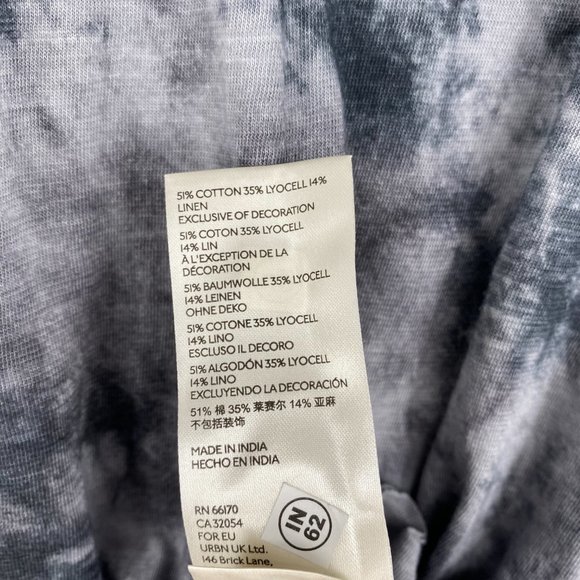 51% COTTON 35% LYOCELL 14%
LINEN
EXCLUSIVE OF DECORATION
51% COTON 35% LYOCELL
14% LIN
À L'EXCEPTION DE LA
DÉCORATION
51% BAUMWOLLE 35% LYOCELL
14% LEINEN
OHNE DEKO
51% COTONE 35% LYOCELL
14% LINO
ESCLUSO IL DECORO
51% ALGODÓN 35% LYOCELL
14% LINO
EXCLUYENDO LA DECORACIÓN
51% 棉 35% 莱赛尔 14% 亚麻
不包括装饰
MADE IN INDIA
HECHO EN INDIA
RN 66170
CA 32054
FOR EU
URBN UK Ltd.
146 Brick Lane,
IN
62